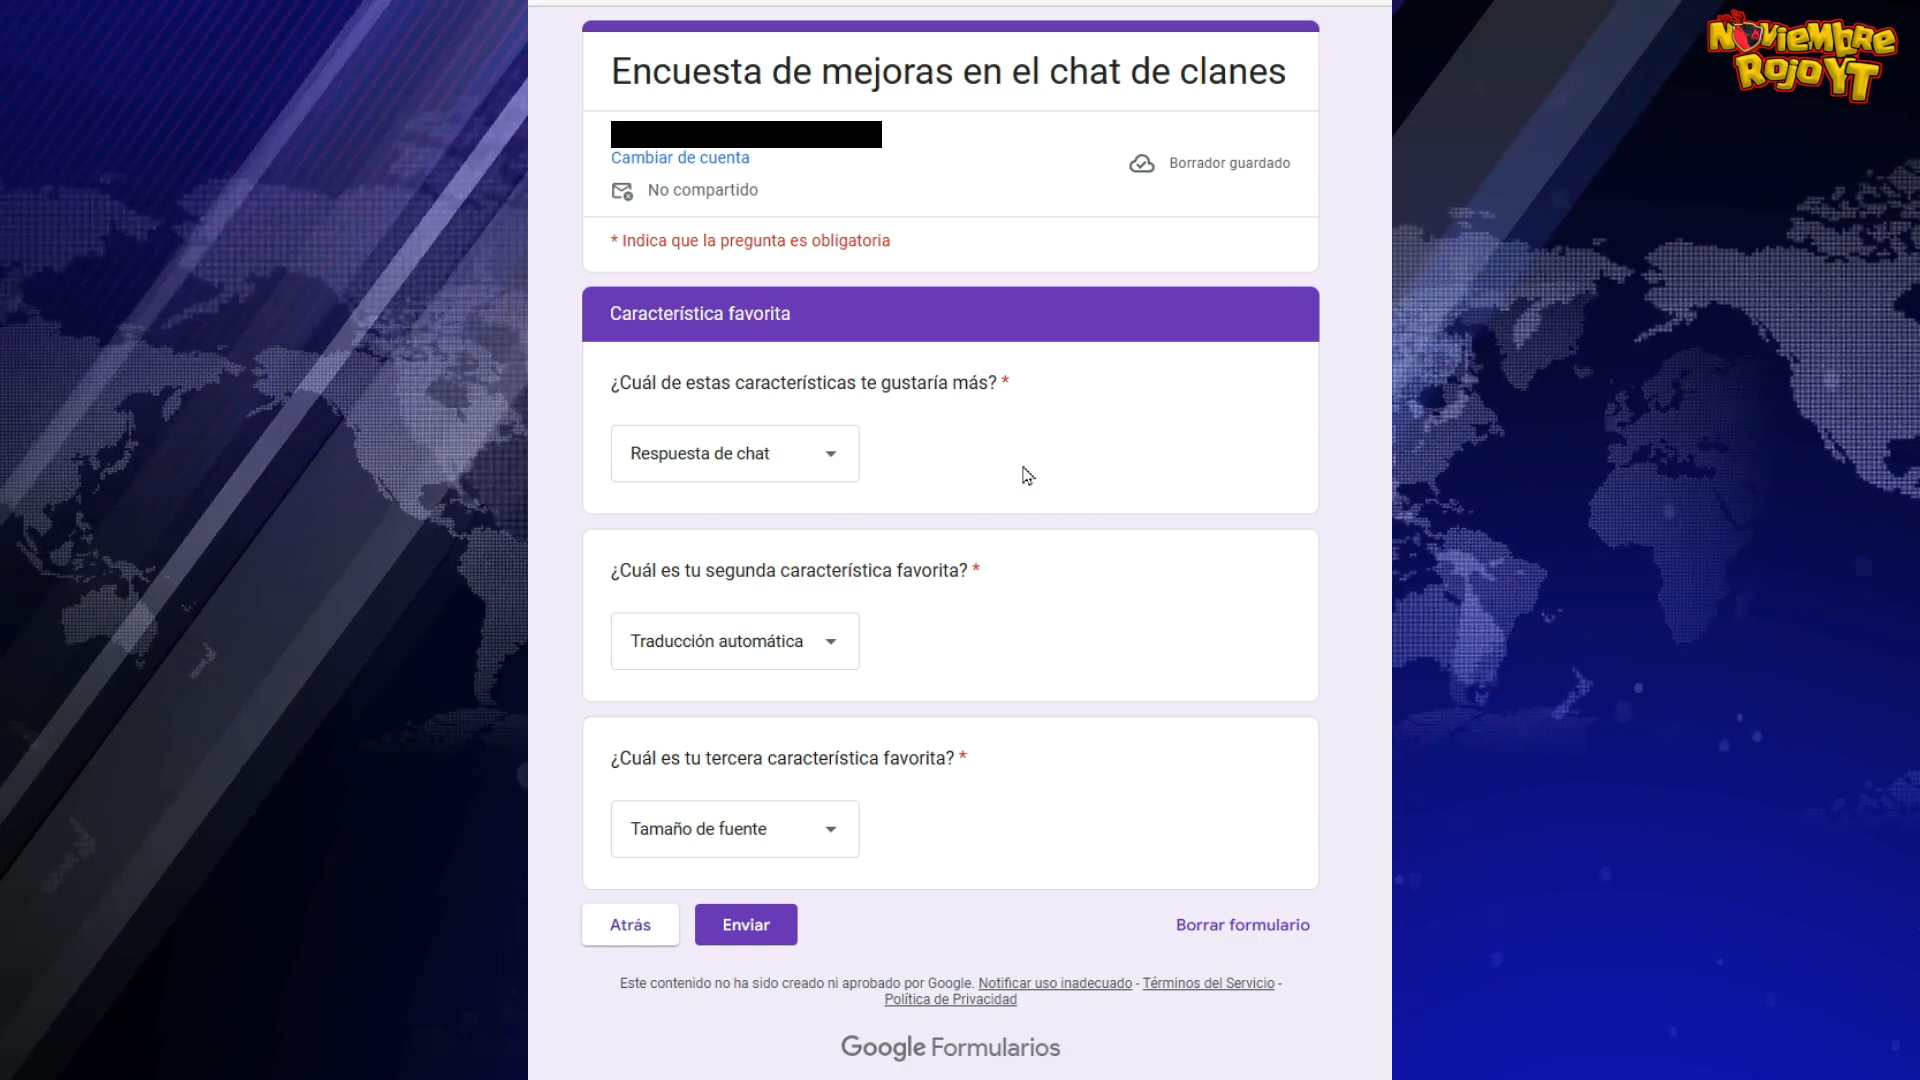 NOVIEMBRE
ROJO YT
Encuesta de mejoras en el chat de clanes
Cambiar de cuenta
Borrador guardado
No compartido
* Indica que la pregunta es obligatoria
Característica favorita
¿Cuál de estas características te gustaría más? *
Respuesta de chat
¿Cuál es tu segunda característica favorita? *
Traducción automática
¿Cuál es tu tercera característica favorita? *
Tamaño de fuente
Atrás
Enviar
Borrar formulario
Este contenido no ha sido creado ni aprobado por Google. Notificar uso inadecuado - Términos del Servicio -
Política de Privacidad
Google Formularios